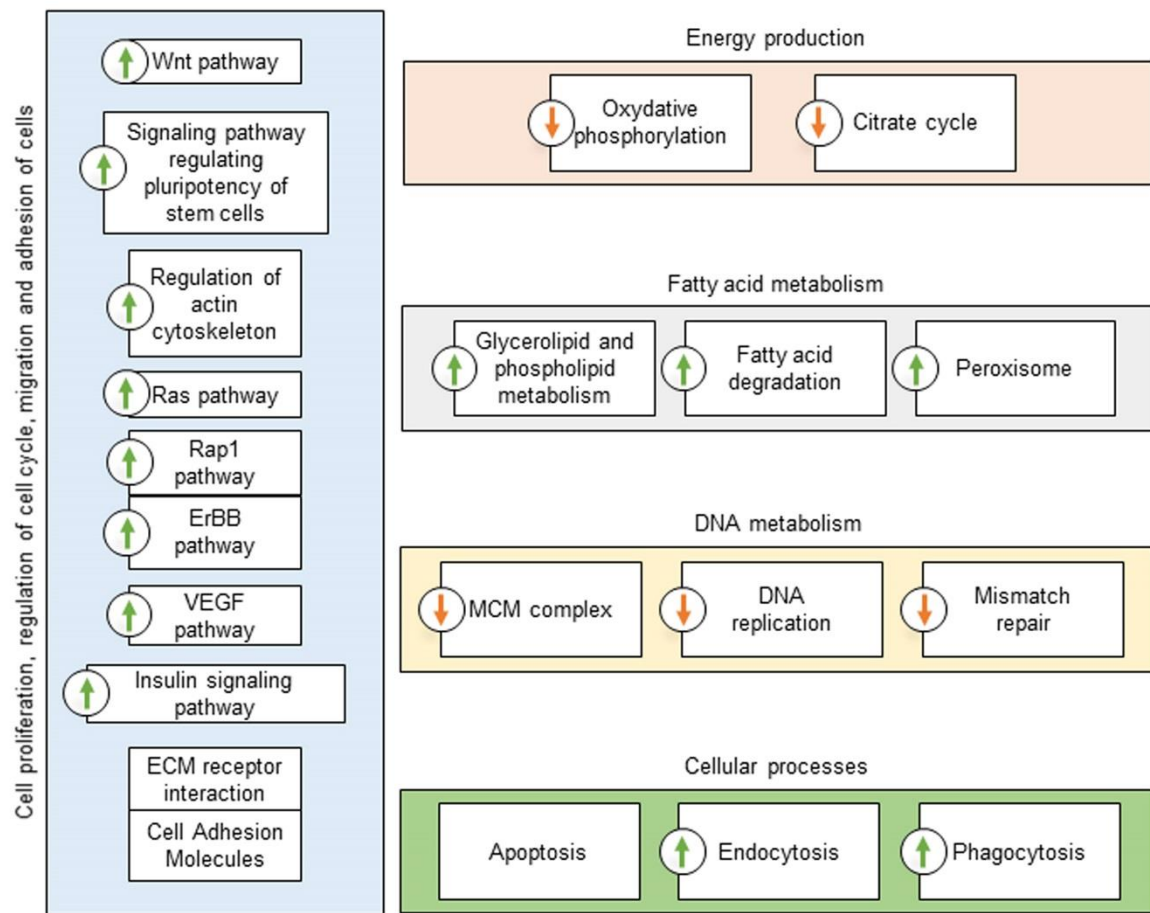 Cell proliferation, regulation of cell cycle, migration and adhesion of cells
Wnt pathway
Signaling pathway
regulating
pluripotency of
stem cells
Regulation of
actin
cytoskeleton
Ras pathway
Rap1
pathway
ErBB
pathway
VEGF
pathway
Insulin signaling
pathway
ECM receptor
interaction
Cell Adhesion
Molecules
Energy production
Oxydative
phosphorylation
Citrate cycle
Fatty acid metabolism
Glycerolipid and
phospholipid
metabolism
Fatty acid
degradation
Peroxisome
DNA metabolism
MCM complex
DNA
replication
Mismatch
repair
Cellular processes
Apoptosis
Endocytosis
Phagocytosis